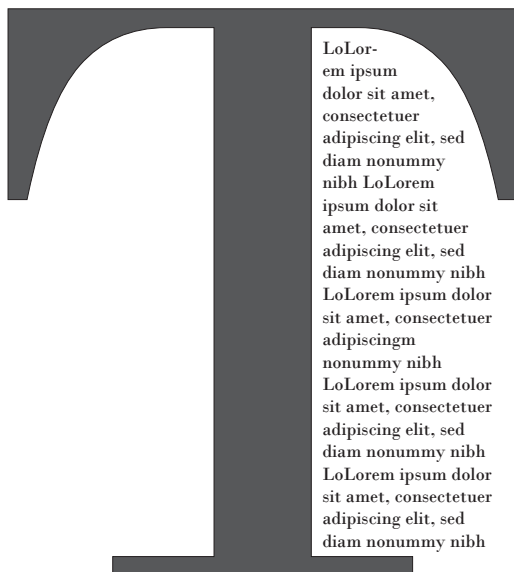 T
LoLor-
em ipsum
dolor sit amet,
consectetuer
adipiscing elit, sed
diam nonummy
nibh LoLorem
ipsum dolor sit
amet, consectetuer
adipiscing elit, sed
diam nonummy nibh
LoLorem ipsum dolor
sit amet, consectetuer
adipiscingm
nonummy nibh
LoLorem ipsum dolor
sit amet, consectetuer
adipiscing elit, sed
diam nonummy nibh
LoLorem ipsum dolor
sit amet, consectetuer
adipiscing elit, sed
diam nonummy nibh